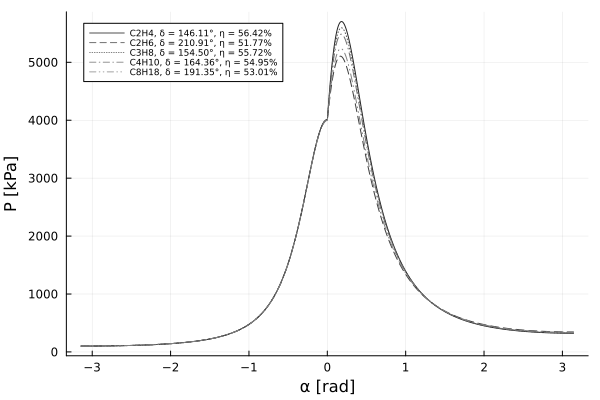 C2H4, δ = 146.11°, η = 56.42%
C2H6, δ = 210.91°, η = 51.77%
C3H8, δ = 154.50°, η = 55.72%
C4H10, δ = 164.36°, η = 54.95%
C8H18, δ = 191.35°, η = 53.01%
P [kPa]
5000
4000
3000
2000
1000
0
−3
−2
−1
0
1
2
3
α [rad]